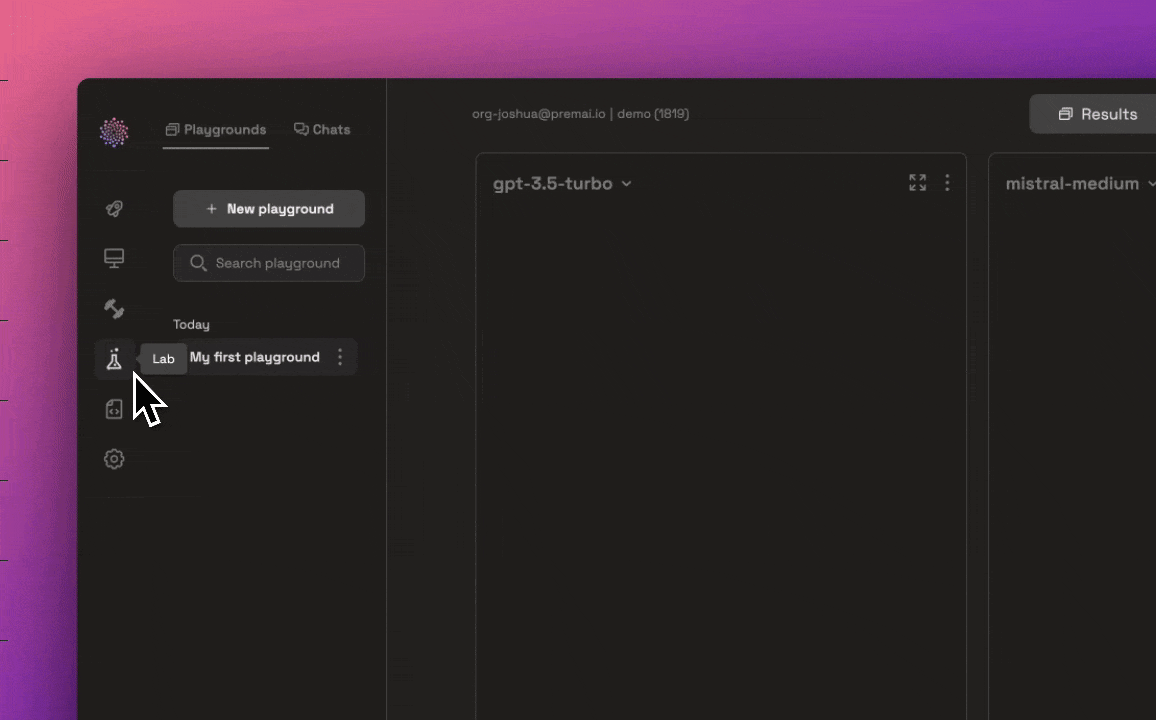 Playgrounds
Chats
org-joshua@premai.io | demo (1819)
Results
gpt-3.5-turbo
mistral-medium
+ New playground
Search playground
Today
Lab
My first playground